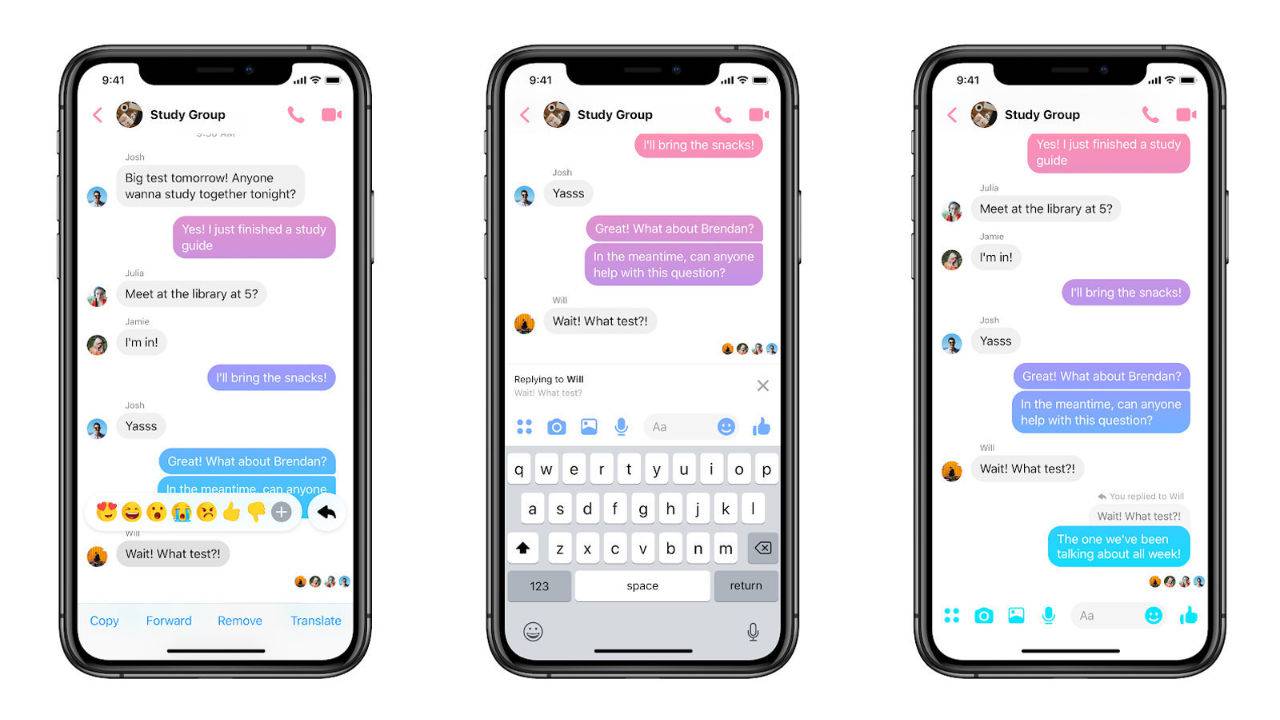 9:41
Study Group
9:36 AM
Josh
Big test tomorrow! Anyone
wanna study together tonight?
Yes! I just finished a study
guide
Julia
Meet at the library at 5?
Jamie
I'm in!
I'll bring the snacks!
Josh
Yasss
Great! What about Brendan?
In the meantime, can anyone
Will
Wait! What test?!
Copy Forward Remove Translate
9:41
Study Group
I'll bring the snacks!
Josh
Yasss
Great! What about Brendan?
In the meantime, can anyone
help with this question?
Will
Wait! What test?!
Replying to Will
Wait! What test?
Aa
q w e r t y u i o p
a s d f g h j k l
z x c v b n m
123 space return
9:41
Study Group
Yes! I just finished a study
guide
Julia
Meet at the library at 5?
Jamie
I'm in!
I'll bring the snacks!
Josh
Yasss
Great! What about Brendan?
In the meantime, can anyone
help with this question?
Will
Wait! What test?!
You replied to Will
Wait! What test?!
The one we've been
talking about all week!
Aa